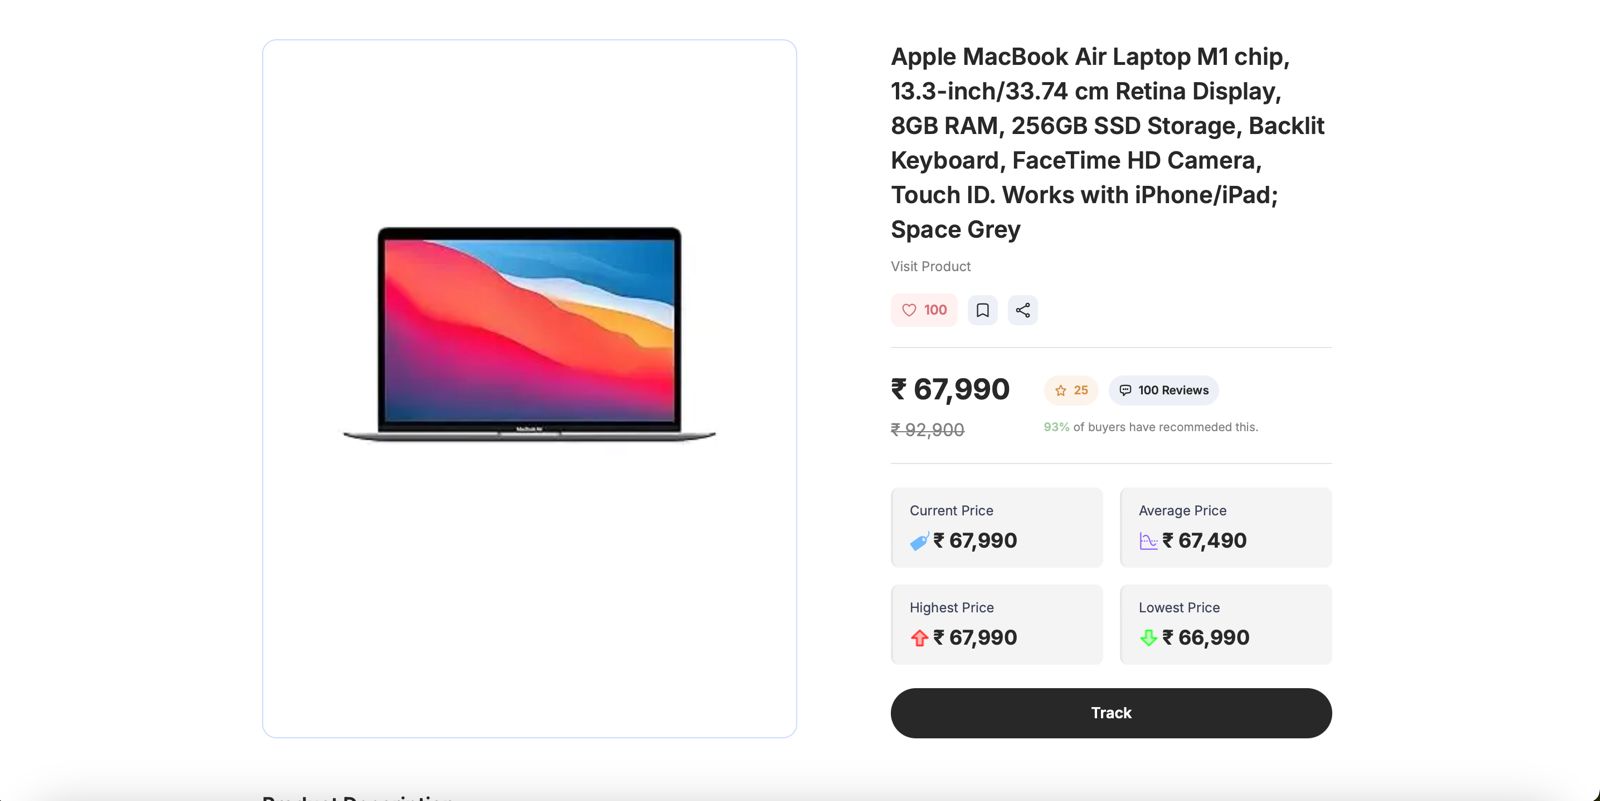 Apple MacBook Air Laptop M1 chip,
13.3-inch/33.74 cm Retina Display,
8GB RAM, 256GB SSD Storage, Backlit
Keyboard, FaceTime HD Camera,
Touch ID. Works with iPhone/iPad;
Space Grey
Visit Product
100
₹ 67,990
25
100 Reviews
₹ 92,900
93% of buyers have recommeded this.
Current Price
₹ 67,990
Average Price
₹ 67,490
Highest Price
₹ 67,990
Lowest Price
₹ 66,990
Track
MacBook Air
Product Description